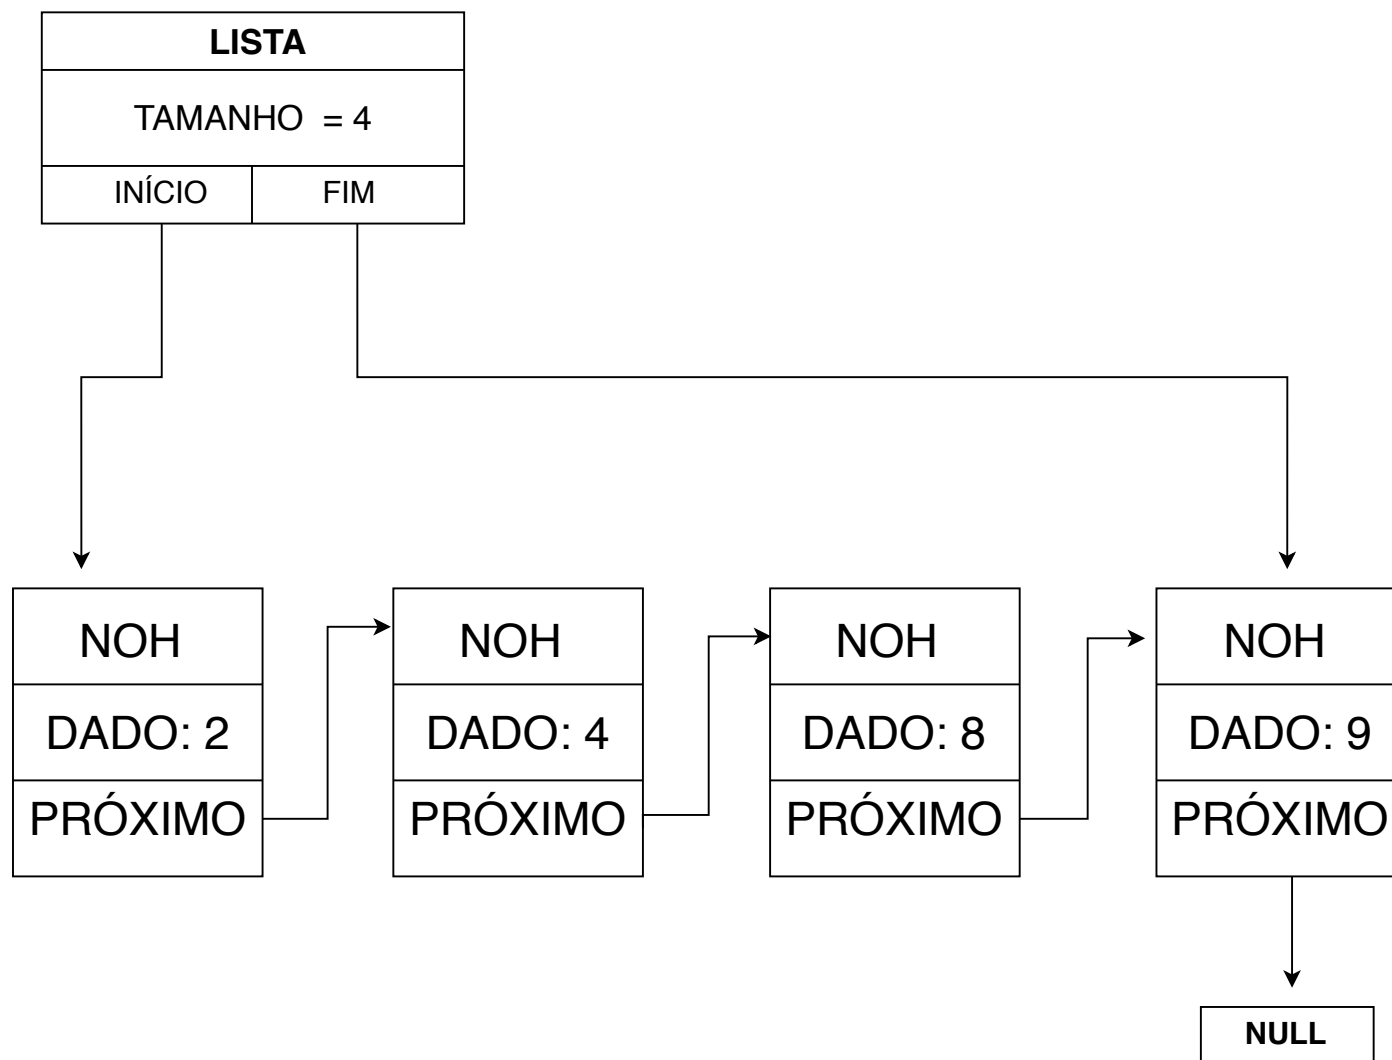 LISTA
TAMANHO = 4
INÍCIO FIM
NOH NOH NOH NOH
DADO: 2 DADO: 4 DADO: 8 DADO: 9
PRÓXIMO PRÓXIMO PRÓXIMO PRÓXIMO
NULL